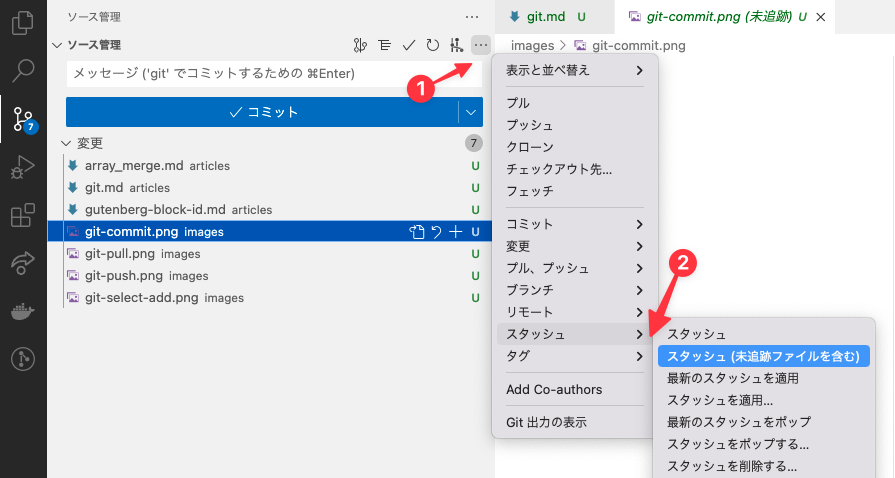 ソース管理
ソース管理
メッセージ ('git' でコミットするための ⌘Enter)
コミット
変更 7
array_merge.md articles U
git.md articles U
gutenberg-block-id.md articles U
git-commit.png images U
git-pull.png images U
git-push.png images U
git-select-add.png images U
7
1
git.md U
git-commit.png (未追跡) U
images > git-commit.png
表示と並べ替え
プル
プッシュ
クローン
チェックアウト先...
フェッチ
コミット
変更
プル、プッシュ
ブランチ
リモート
スタッシュ
タグ
Add Co-authors
Git 出力の表示
2
スタッシュ
スタッシュ (未追跡ファイルを含む)
最新のスタッシュを適用
スタッシュを適用...
最新のスタッシュをポップ
スタッシュをポップする...
スタッシュを削除する...